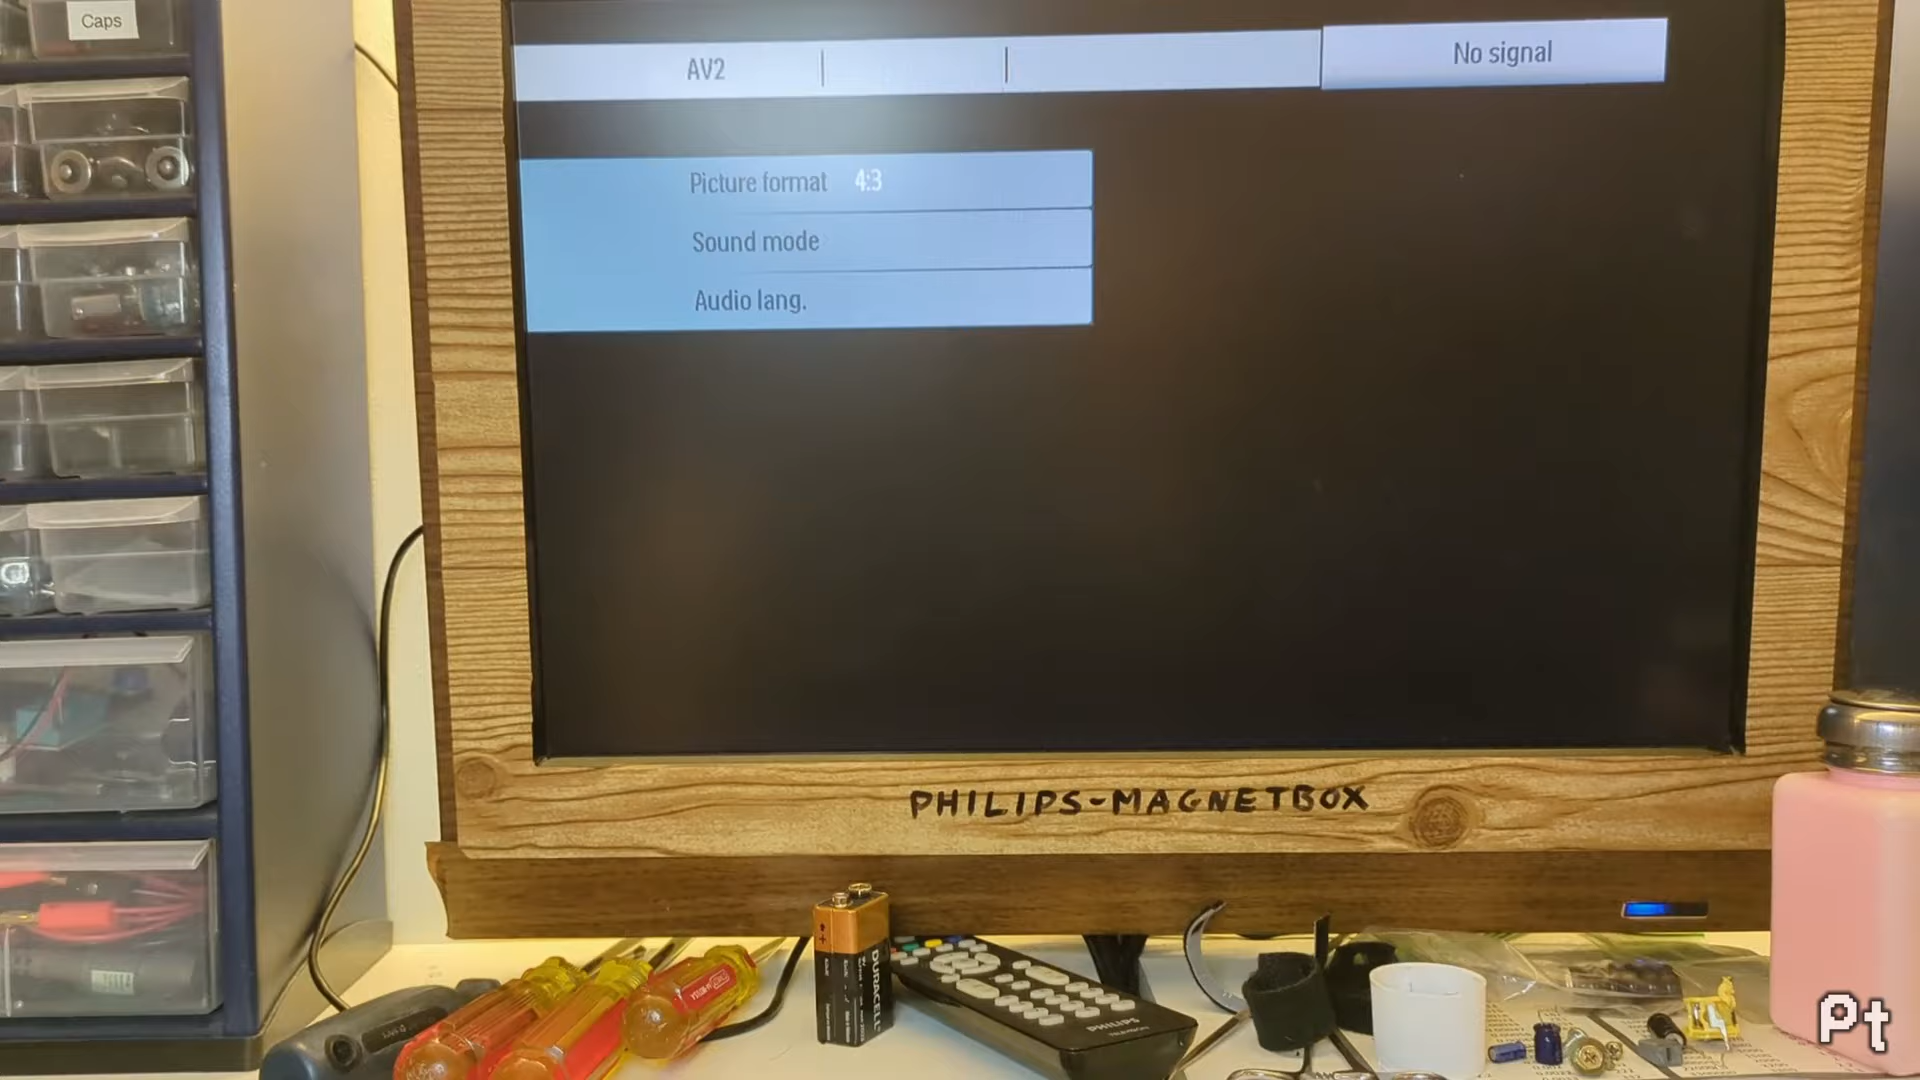 Caps
AV2
No signal
Picture format 4:3
Sound mode
Audio lang.
PHILIPS-MAGNETBOX
DURACELL
PHILIPS
Pt